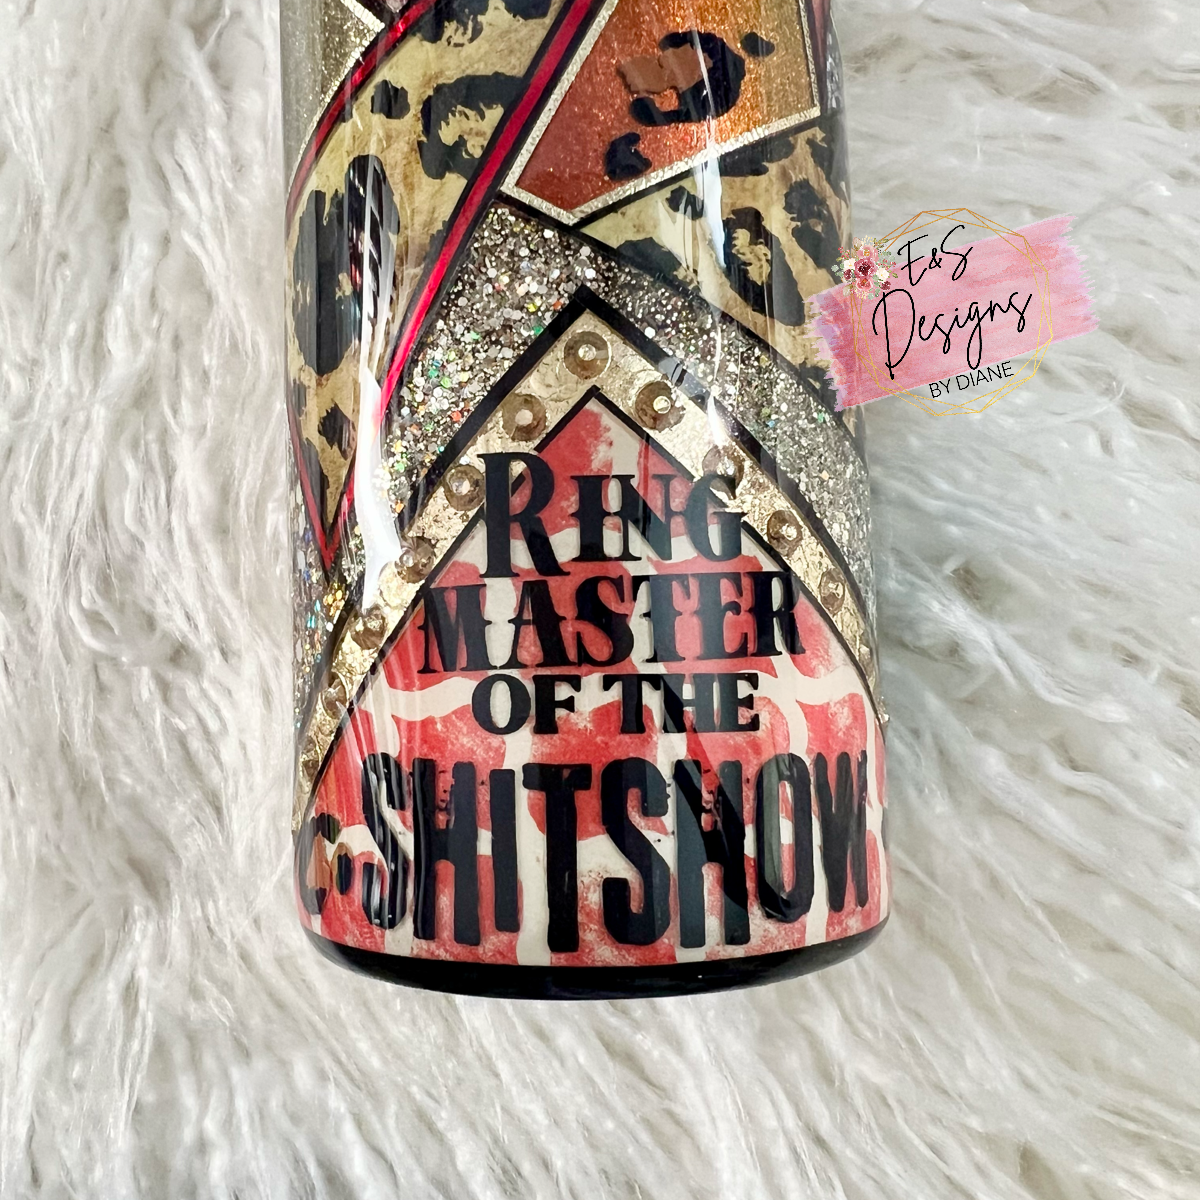 E&S
Designs
BY DIANE
RING
MASTER
OF THE
SHITSHOW